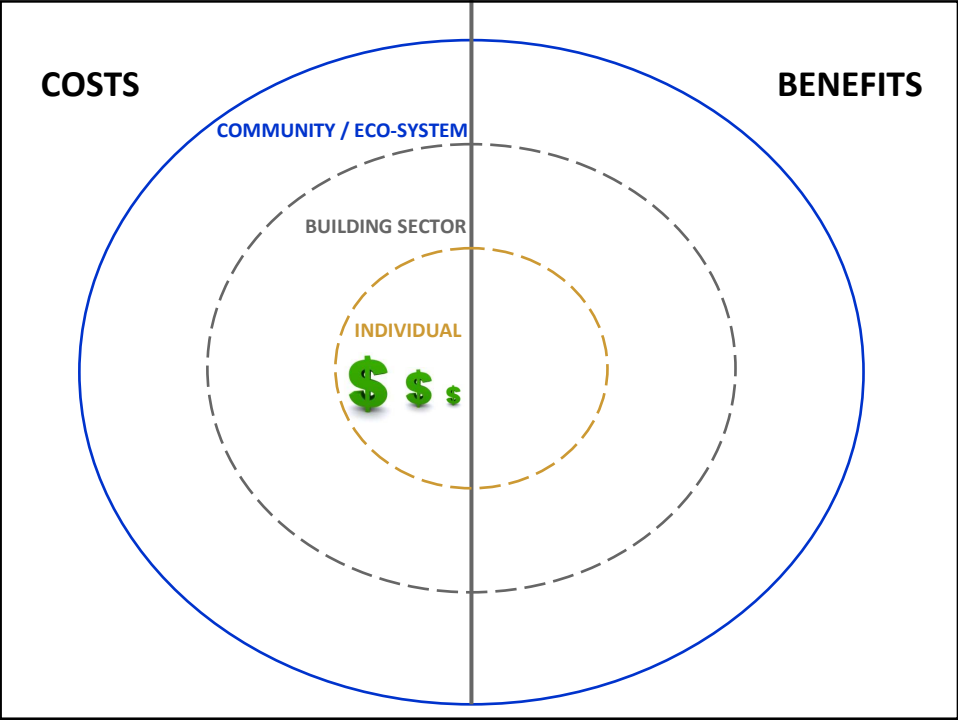 COSTS
BENEFITS
COMMUNITY / ECO-SYSTEM
BUILDING SECTOR
INDIVIDUAL
$ $ $